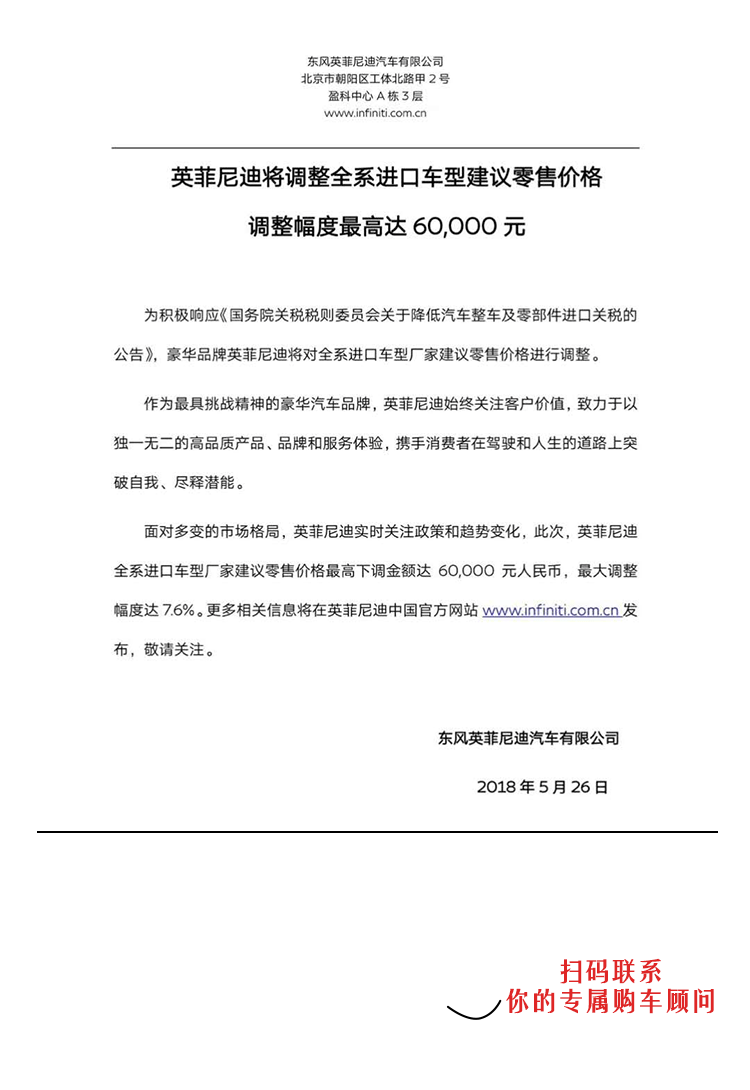 东风英菲尼迪汽车有限公司
北京市朝阳区工体北路甲 2 号
盈科中心 A 栋 3 层
www.infiniti.com.cn
英菲尼迪将调整全系进口车型建议零售价格
调整幅度最高达 60,000 元
为积极响应《国务院关税税则委员会关于降低汽车整车及零部件进口关税的
公告》，豪华品牌英菲尼迪将对全系进口车型厂家建议零售价格进行调整。
作为最具挑战精神的豪华汽车品牌，英菲尼迪始终关注客户价值，致力于以
独一无二的高品质产品、品牌和服务体验，携手消费者在驾驶和人生的道路上突
破自我、尽释潜能。
面对多变的市场格局，英菲尼迪实时关注政策和趋势变化，此次，英菲尼迪
全系进口车型厂家建议零售价格最高下调金额达 60,000 元人民币，最大调整
幅度达 7.6%。更多相关信息将在英菲尼迪中国官方网站 www.infiniti.com.cn 发
布，敬请关注。
东风英菲尼迪汽车有限公司
2018 年 5 月 26 日
扫码联系
你的专属购车顾问